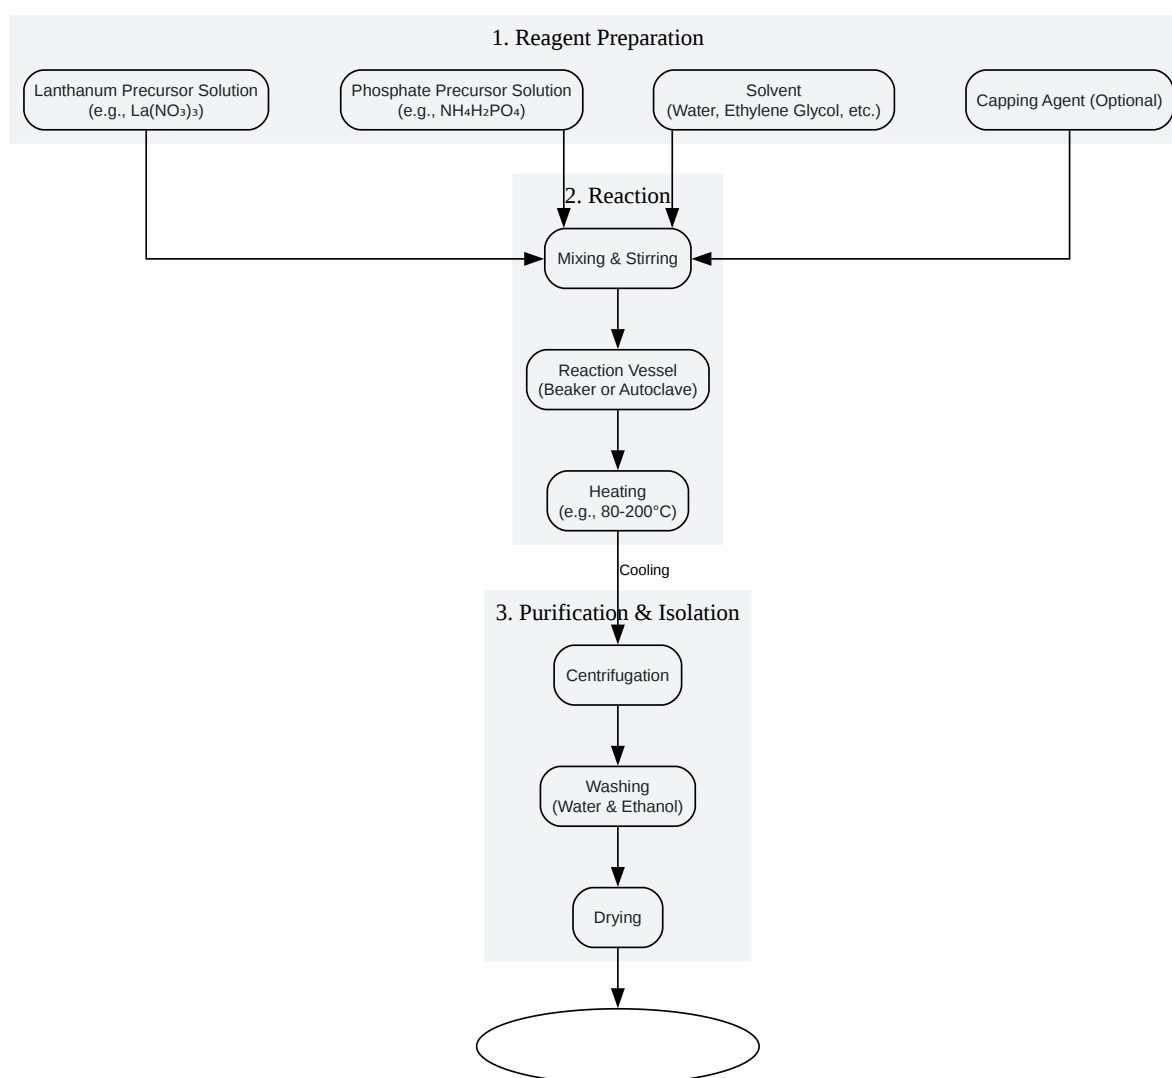 1. Reagent Preparation
Lanthanum Precursor Solution
(e.g., La(NO₃)₃)
Phosphate Precursor Solution
(e.g., NH₄H₂PO₄)
Solvent
(Water, Ethylene Glycol, etc.)
Capping Agent (Optional)
2. Reaction
Mixing & Stirring
Reaction Vessel
(Beaker or Autoclave)
Heating
(e.g., 80-200°C)
Cooling
3. Purification & Isolation
Centrifugation
Washing
(Water & Ethanol)
Drying